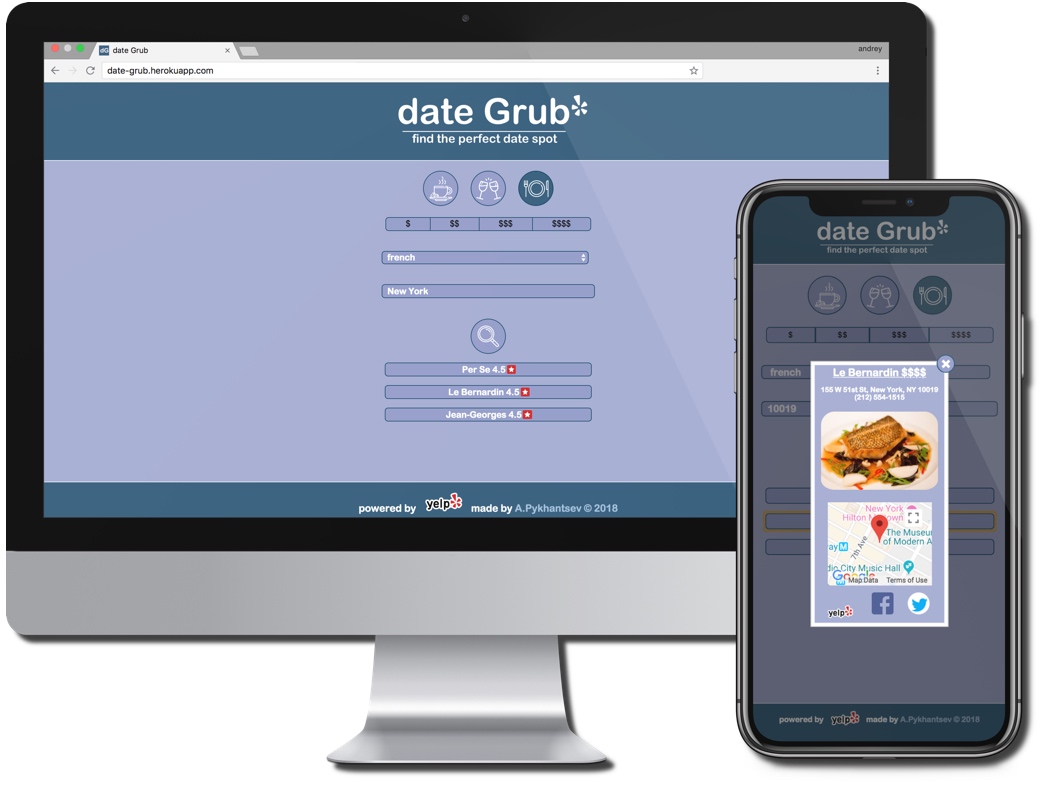 date Grub
andrey
date-grub.herokuapp.com
date Grub
find the perfect date spot
$ $$ $$$ $$$$
french
New York
Per Se 4.5
Le Bernardin 4.5
Jean-Georges 4.5
powered by yelp made by A.Pykhantsev © 2018
date Grub
find the perfect date spot
$ $$ $$$ $$$$
french
10019
Le Bernardin $$$$
155 W 51st St, New York, NY 10019
(212) 554-1515
New York
Hilton
The Museu
of Modern A
7th Ave
dio City Music Hall
Google
Map Data Terms of Use
yelp
powered by yelp made by A.Pykhantsev © 2018